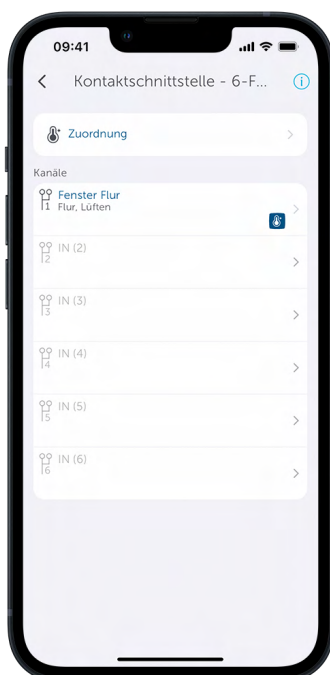 09:41
Kontaktschnittstelle - 6-F...
Zuordnung
Kanäle
1 Fenster Flur
Flur, Lüften
2 IN (2)
3 IN (3)
4 IN (4)
5 IN (5)
6 IN (6)